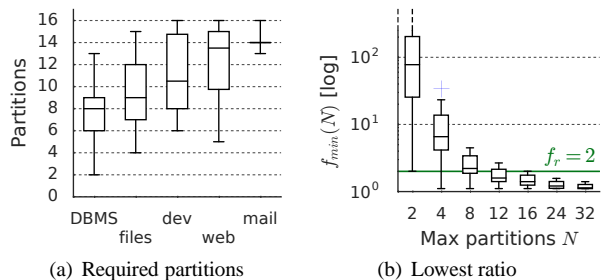 Partitions
16
14
12
10
8
6
4
2
0
DBMS
files
dev
web
mail
(a) Required partitions
f_min(N) [log]
10²
10¹
10⁰
f_r = 2
2 4 8 12 16 24 32
Max partitions N
(b) Lowest ratio